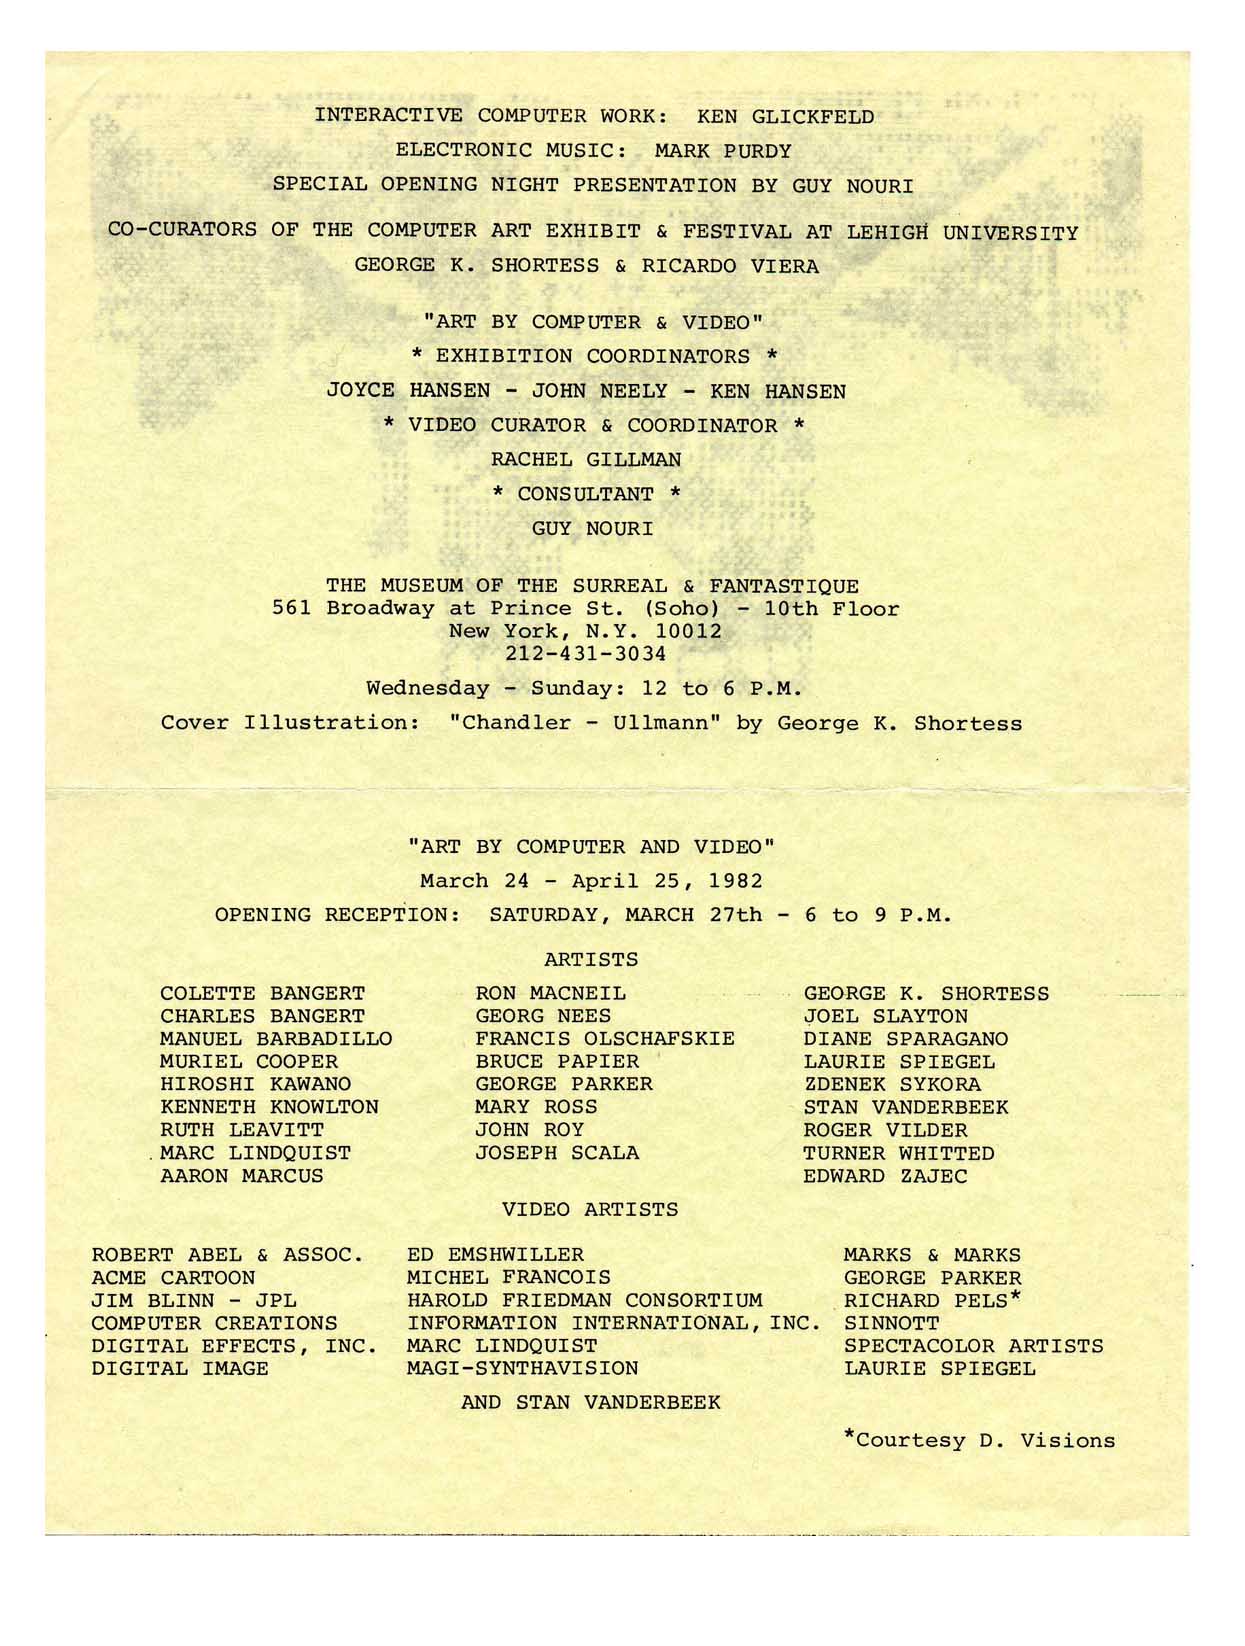 INTERACTIVE COMPUTER WORK: KEN GLICKFELD
ELECTRONIC MUSIC: MARK PURDY
SPECIAL OPENING NIGHT PRESENTATION BY GUY NOURI
CO-CURATORS OF THE COMPUTER ART EXHIBIT & FESTIVAL AT LEHIGH UNIVERSITY
GEORGE K. SHORTESS & RICARDO VIERA
"ART BY COMPUTER & VIDEO"
* EXHIBITION COORDINATORS *
JOYCE HANSEN - JOHN NEELY - KEN HANSEN
* VIDEO CURATOR & COORDINATOR *
RACHEL GILLMAN
* CONSULTANT *
GUY NOURI
THE MUSEUM OF THE SURREAL & FANTASTIQUE
561 Broadway at Prince St. (Soho) - 10th Floor
New York, N.Y. 10012
212-431-3034
Wednesday - Sunday: 12 to 6 P.M.
Cover Illustration: "Chandler - Ullmann" by George K. Shortess
"ART BY COMPUTER AND VIDEO"
March 24 - April 25, 1982
OPENING RECEPTION: SATURDAY, MARCH 27th - 6 to 9 P.M.
ARTISTS
COLETTE BANGERT RON MACNEIL GEORGE K. SHORTESS
CHARLES BANGERT GEORG NEES JOEL SLAYTON
MANUEL BARBADILLO FRANCIS OLSCHAFSKIE DIANE SPARAGANO
MURIEL COOPER BRUCE PAPIER LAURIE SPIEGEL
HIROSHI KAWANO GEORGE PARKER ZDENEK SYKORA
KENNETH KNOWLTON MARY ROSS STAN VANDERBEEK
RUTH LEAVITT JOHN ROY ROGER VILDER
MARC LINDQUIST JOSEPH SCALA TURNER WHITTED
AARON MARCUS EDWARD ZAJEC
VIDEO ARTISTS
ROBERT ABEL & ASSOC. ED EMSHWILLER MARKS & MARKS
ACME CARTOON MICHEL FRANCOIS GEORGE PARKER
JIM BLINN - JPL HAROLD FRIEDMAN CONSORTIUM RICHARD PELS*
COMPUTER CREATIONS INFORMATION INTERNATIONAL, INC. SINNOTT
DIGITAL EFFECTS, INC. MARC LINDQUIST SPECTACOLOR ARTISTS
DIGITAL IMAGE MAGI-SYNTHAVISION LAURIE SPIEGEL
AND STAN VANDERBEEK
*Courtesy D. Visions